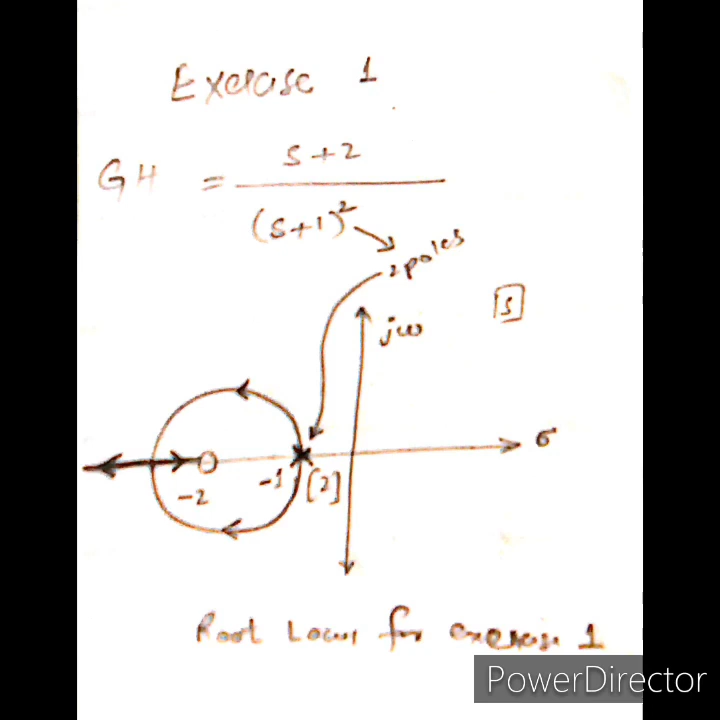 Exercise 1
GH = s+2
(s+1)²
2 poles
jω
[s]
σ
-2 -1 [2]
Root Locus for exercise 1
PowerDirector